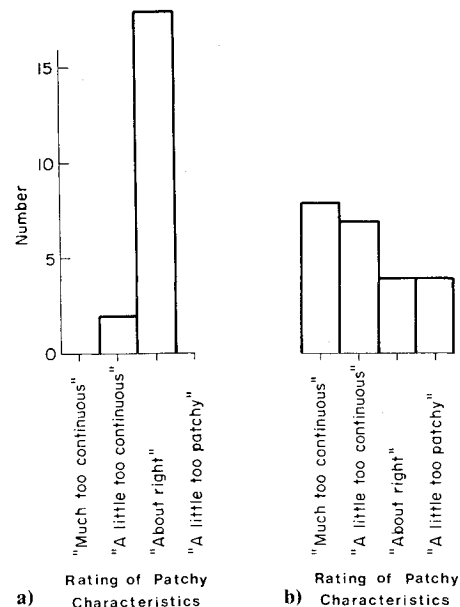 15
10
5
0
Number
"Much too continuous"
"A little too continuous"
"About right"
"A little too patchy"
Rating of Patchy
a) Characteristics
"Much too continuous"
"A little too continuous"
"About right"
"A little too patchy"
Rating of Patchy
b) Characteristics